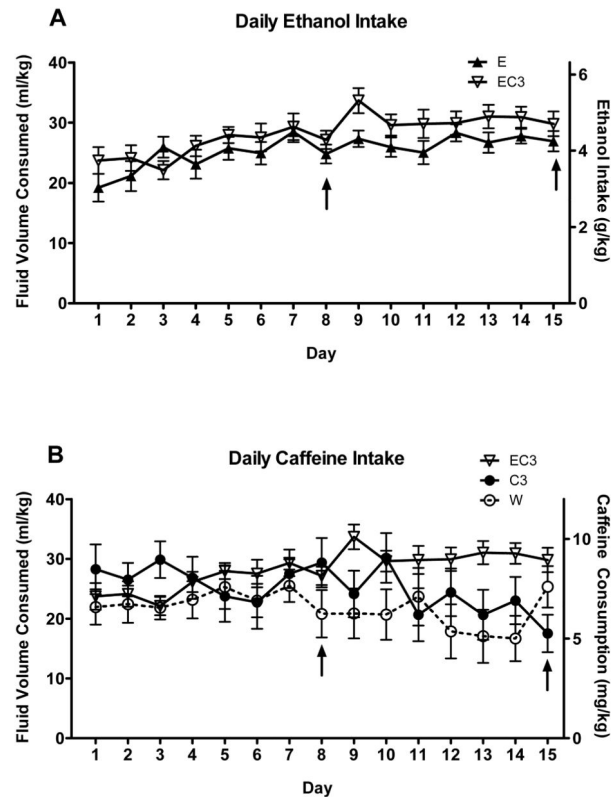 A
Daily Ethanol Intake
E
EC3
Fluid Volume Consumed (ml/kg)
40
30
20
10
0
Ethanol Intake (g/kg)
6
4
2
0
1 2 3 4 5 6 7 8 9 10 11 12 13 14 15
Day
B
Daily Caffeine Intake
EC3
C3
W
Fluid Volume Consumed (ml/kg)
40
30
20
10
0
Caffeine Consumption (mg/kg)
10
5
0
1 2 3 4 5 6 7 8 9 10 11 12 13 14 15
Day